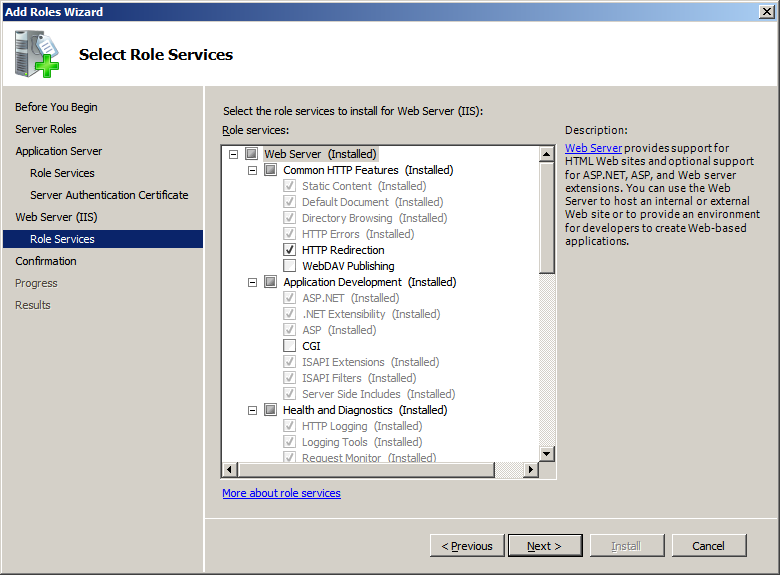 Add Roles Wizard
Select Role Services
Before You Begin
Server Roles
Application Server
Role Services
Server Authentication Certificate
Web Server (IIS)
Role Services
Confirmation
Progress
Results
Select the role services to install for Web Server (IIS):
Role services:
Web Server (Installed)
Common HTTP Features (Installed)
Static Content (Installed)
Default Document (Installed)
Directory Browsing (Installed)
HTTP Errors (Installed)
HTTP Redirection
WebDAV Publishing
Application Development (Installed)
ASP.NET (Installed)
.NET Extensibility (Installed)
ASP (Installed)
CGI
ISAPI Extensions (Installed)
ISAPI Filters (Installed)
Server Side Includes (Installed)
Health and Diagnostics (Installed)
HTTP Logging (Installed)
Logging Tools (Installed)
Request Monitor (Installed)
More about role services
Description:
Web Server provides support for
HTML Web sites and optional support
for ASP.NET, ASP, and Web server
extensions. You can use the Web
Server to host an internal or external
Web site or to provide an environment
for developers to create Web-based
applications.
< Previous
Next >
Install
Cancel